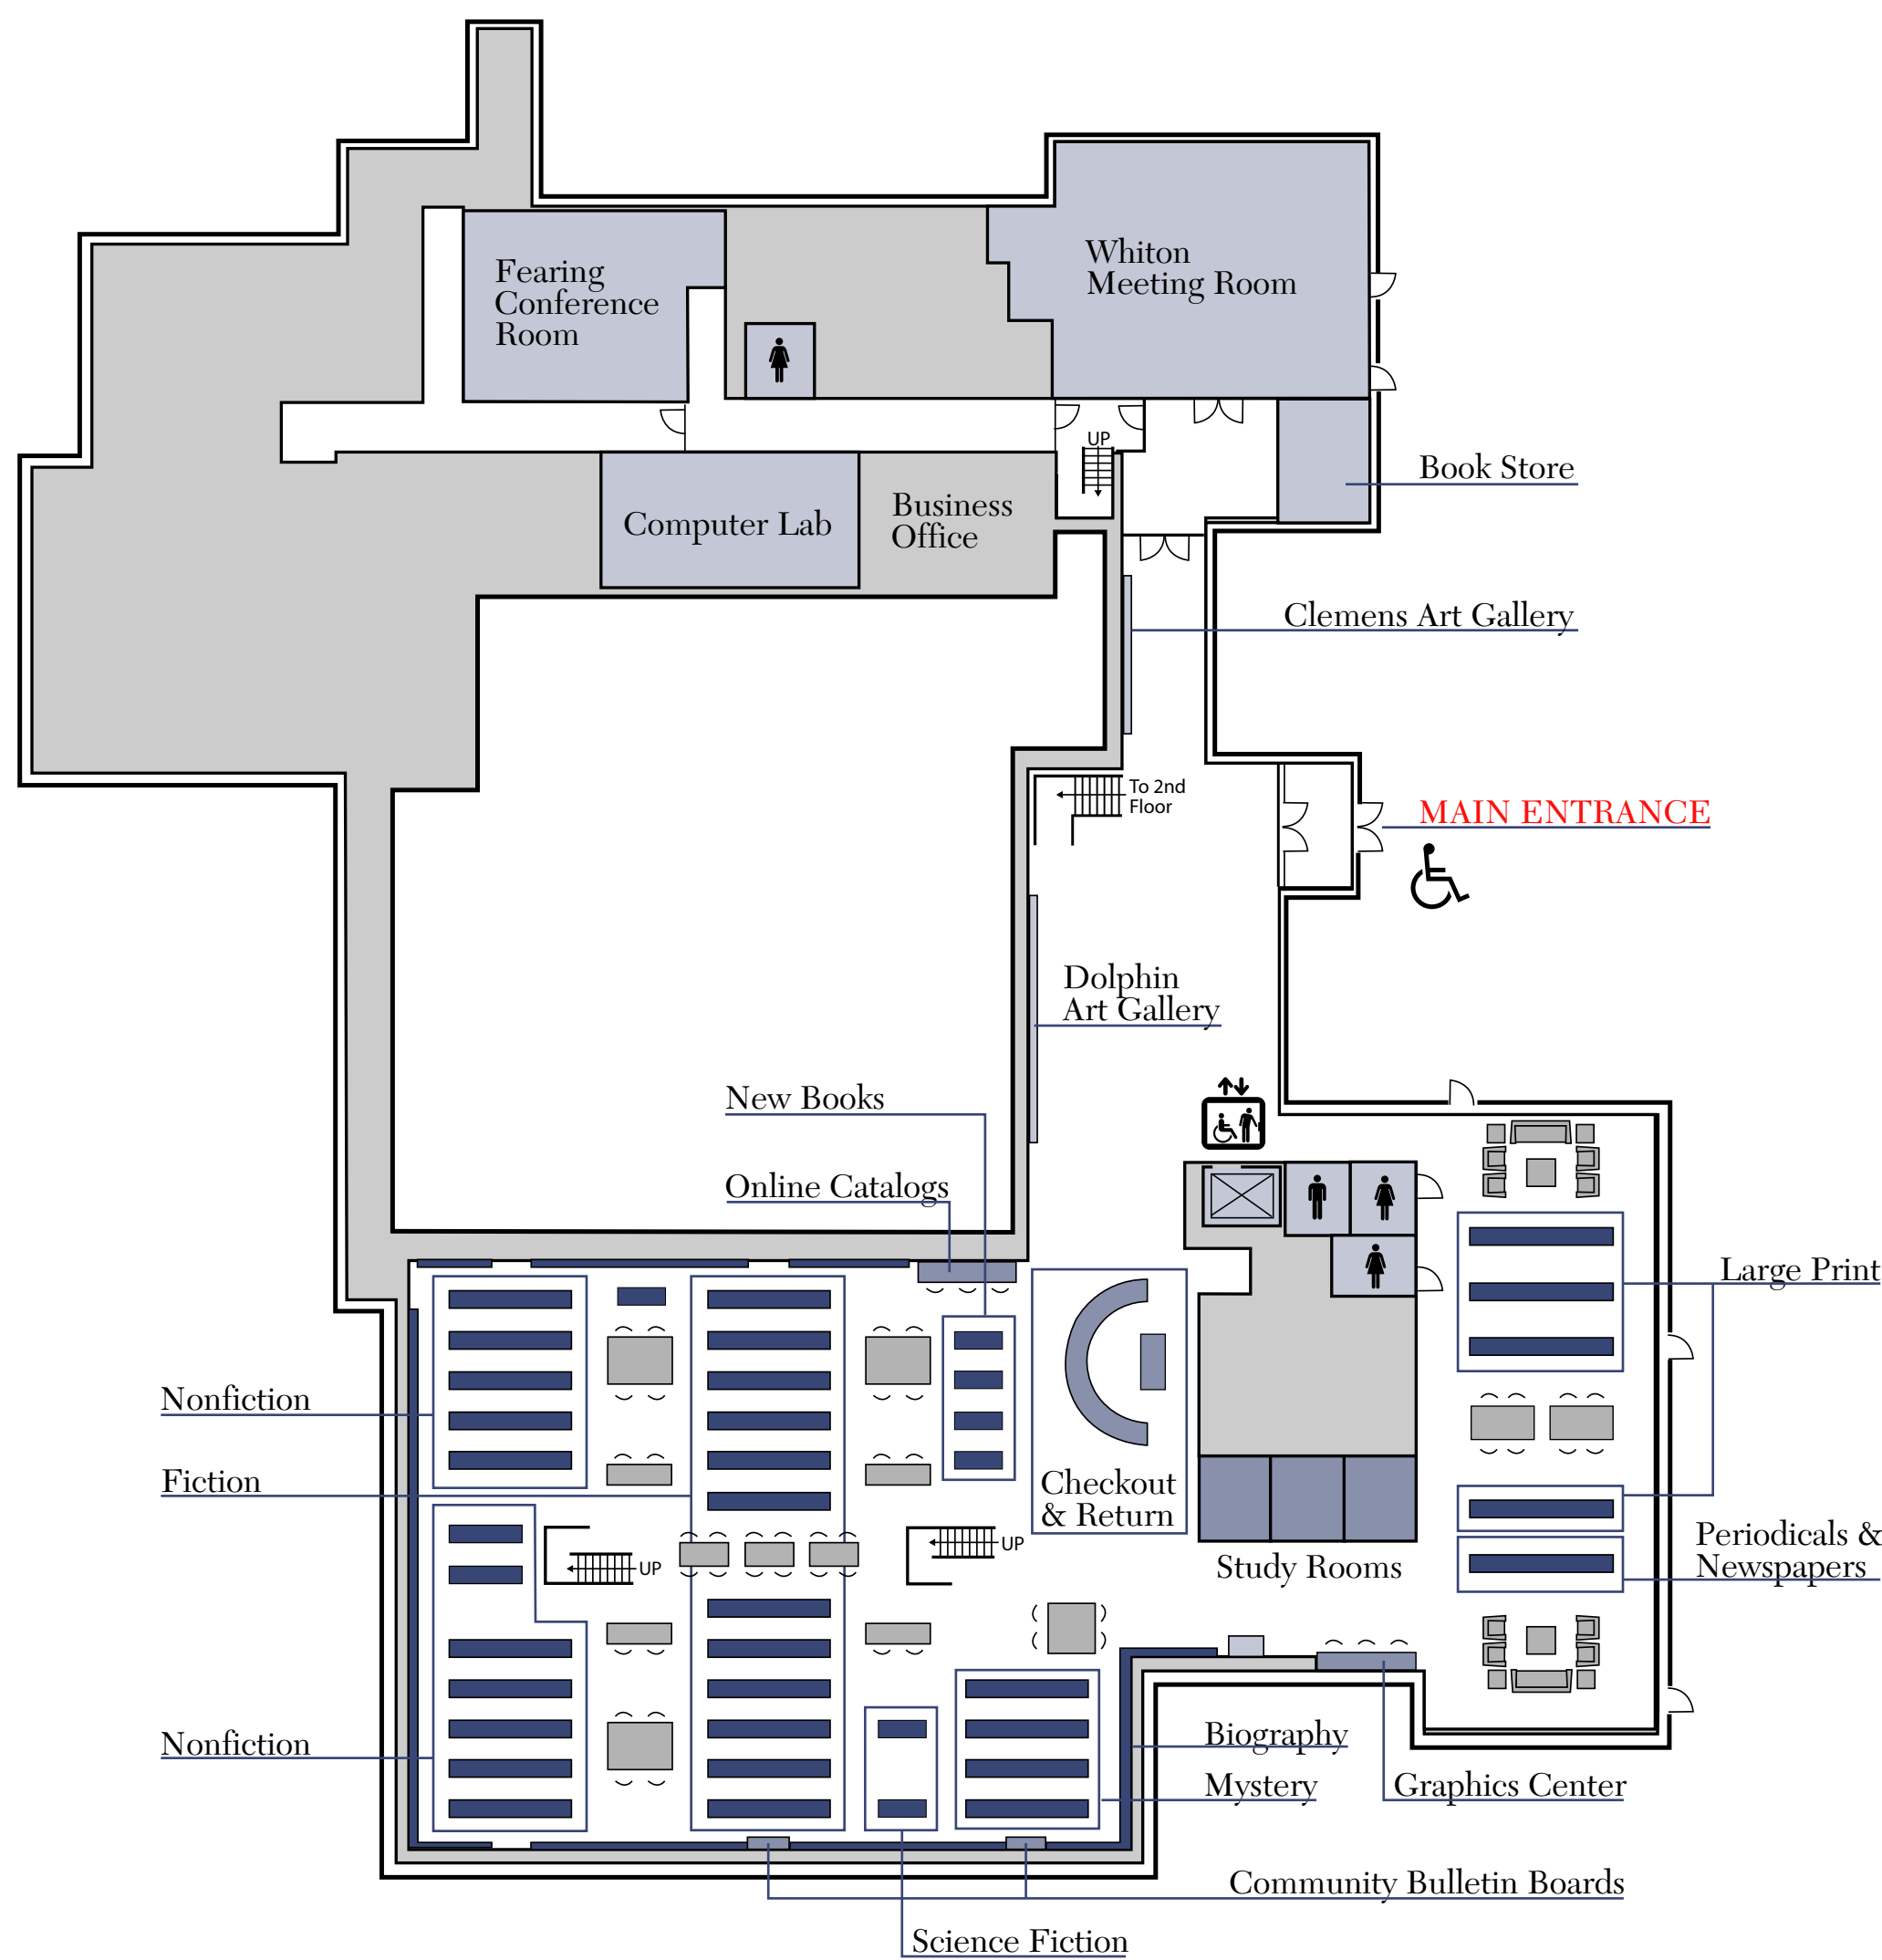 Fearing
Conference
Room
Whiton
Meeting Room
UP
Book Store
Computer Lab
Business
Office
Clemens Art Gallery
To 2nd
Floor
MAIN ENTRANCE
Dolphin
Art Gallery
New Books
Online Catalogs
Large Print
Nonfiction
Fiction
Checkout
& Return
UP
UP
Study Rooms
Periodicals &
Newspapers
Nonfiction
Biography
Mystery
Graphics Center
Community Bulletin Boards
Science Fiction